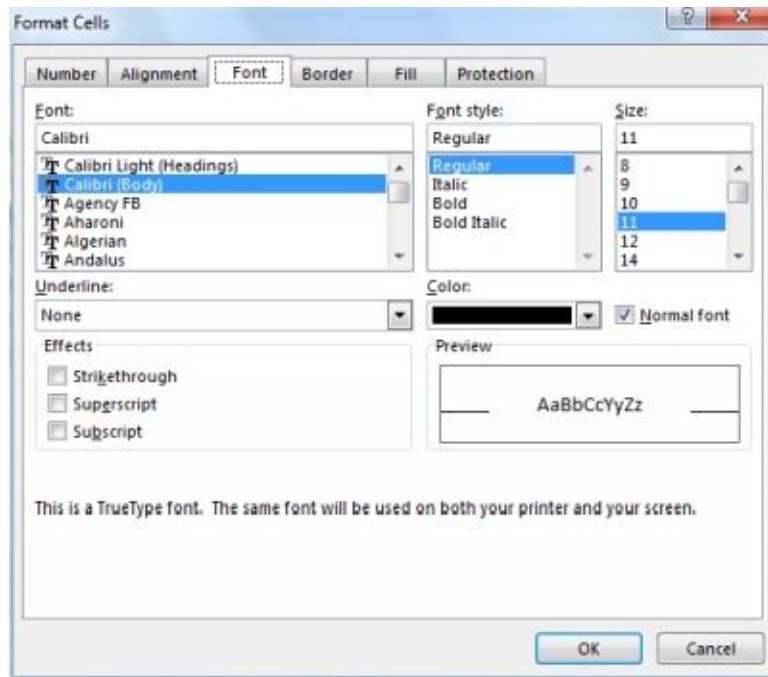 Format Cells
Number Alignment Font Border Fill Protection
Font: Font style: Size:
Calibri Regular 11
Calibri Light (Headings) Regular 8
Calibri (Body) Italic 9
Agency FB Bold 10
Aharoni Bold Italic 11
Algerian 12
Andalus 14
Underline: Color:
None Normal font
Effects Preview
Strikethrough
Superscript AaBbCcYyZz
Subscript
This is a TrueType font. The same font will be used on both your printer and your screen.
OK Cancel